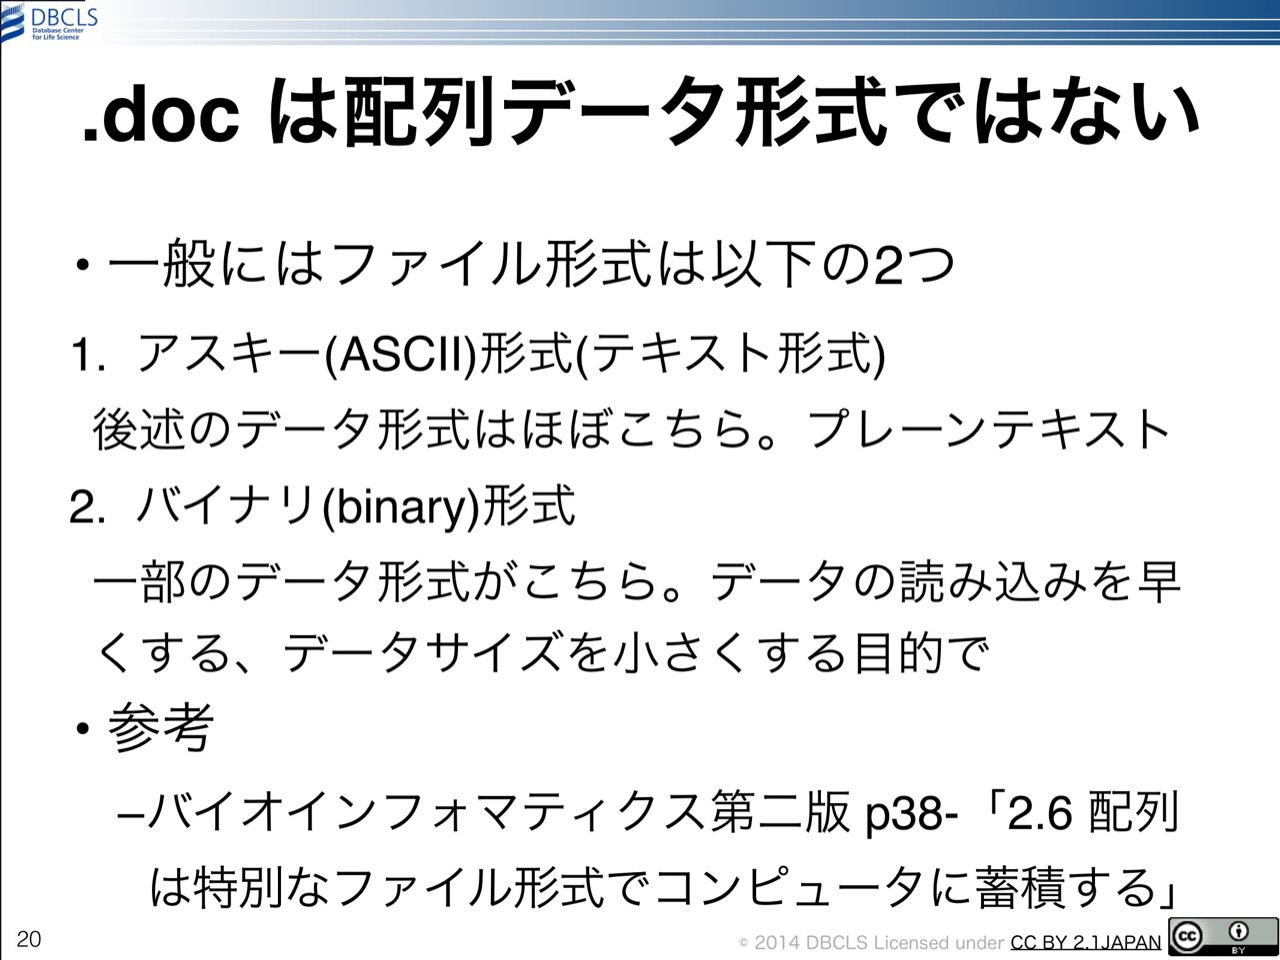 DBCLS
Database Center
for Life Science
.doc は配列データ形式ではない
• 一般にはファイル形式は以下の2つ
1. アスキー(ASCII)形式(テキスト形式)
後述のデータ形式はほぼこちら。プレーンテキスト
2. バイナリ(binary)形式
一部のデータ形式がこちら。データの読み込みを早
くする、データサイズを小さくする目的で
• 参考
–バイオインフォマティクス第二版 p38-「2.6 配列
は特別なファイル形式でコンピュータに蓄積する」
20
© 2014 DBCLS Licensed under CC BY 2.1JAPAN
cc
BY